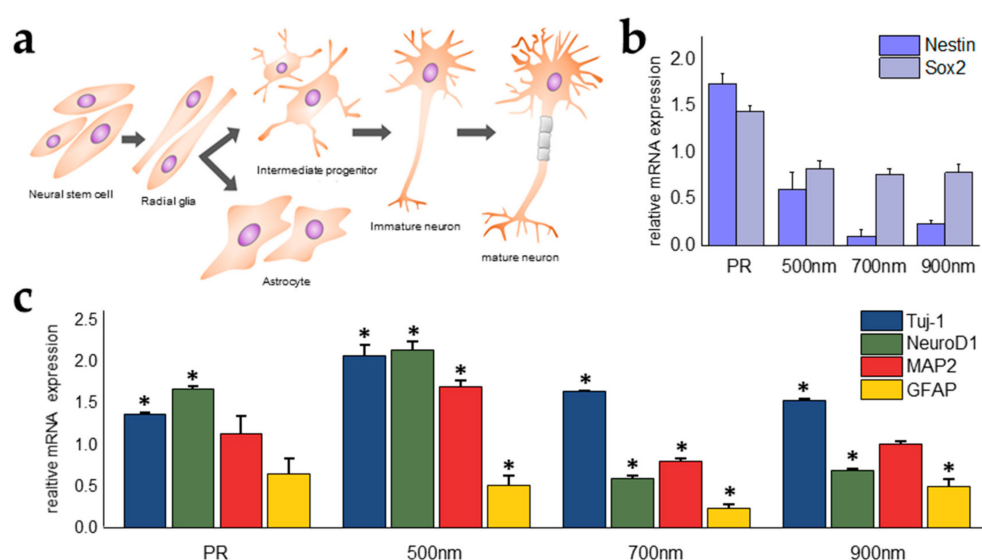 a
Neural stem cell
Radial glia
Intermediate progenitor
Astrocyte
Immature neuron
mature neuron
b
Nestin
Sox2
relative mRNA expression
2.0
1.5
1.0
0.5
0.0
PR 500nm 700nm 900nm
c
Tuj-1
NeuroD1
MAP2
GFAP
realtive mRNA expression
2.5
2.0
1.5
1.0
0.5
0.0
* * * * * * * * * * * * *
PR 500nm 700nm 900nm